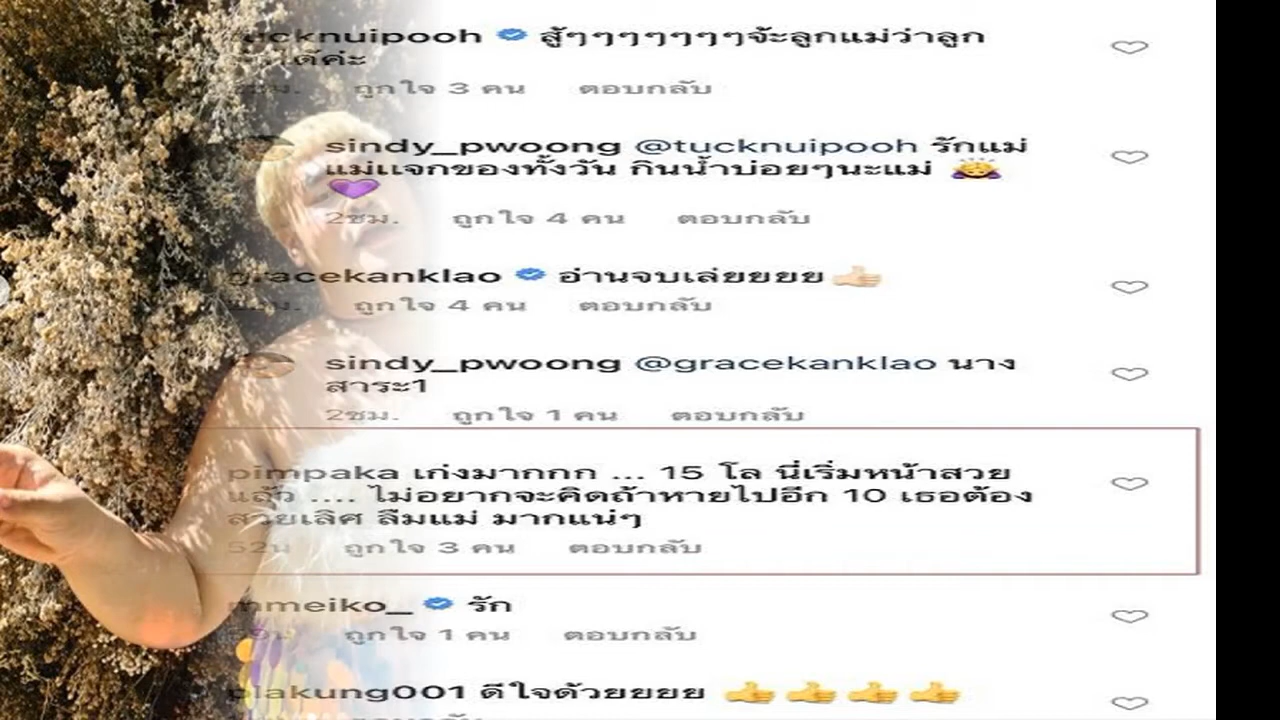 tucknuipooh สู้ๆๆๆๆๆๆๆจ้ะลูกแม่ว่าลูก
ได้ค่ะ
ถูกใจ 3 คน ตอบกลับ
sindy_pwoong @tucknuipooh รักแม่
แม่แจกของทั้งวัน กินน้ำบ่อยๆนะแม่ 🙇💜
2ชม. ถูกใจ 4 คน ตอบกลับ
gracekanklao อ่านจบเล่ยยยย👍🏻
ถูกใจ 4 คน ตอบกลับ
sindy_pwoong @gracekanklao นาง
สาระ1
2ชม. ถูกใจ 1 คน ตอบกลับ
pimpaka เก่งมากกก ... 15 โล นี่เริ่มหน้าสวย
แล้ว .... ไม่อยากจะคิดถ้าหายไปอีก 10 เธอต้อง
สวยเลิศ ลืมแม่ มากแน่ๆ
52น ถูกใจ 3 คน ตอบกลับ
mmeiko_ รัก
ถูกใจ 1 คน ตอบกลับ
plakung001 ดีใจด้วยยยย 👍👍👍👍